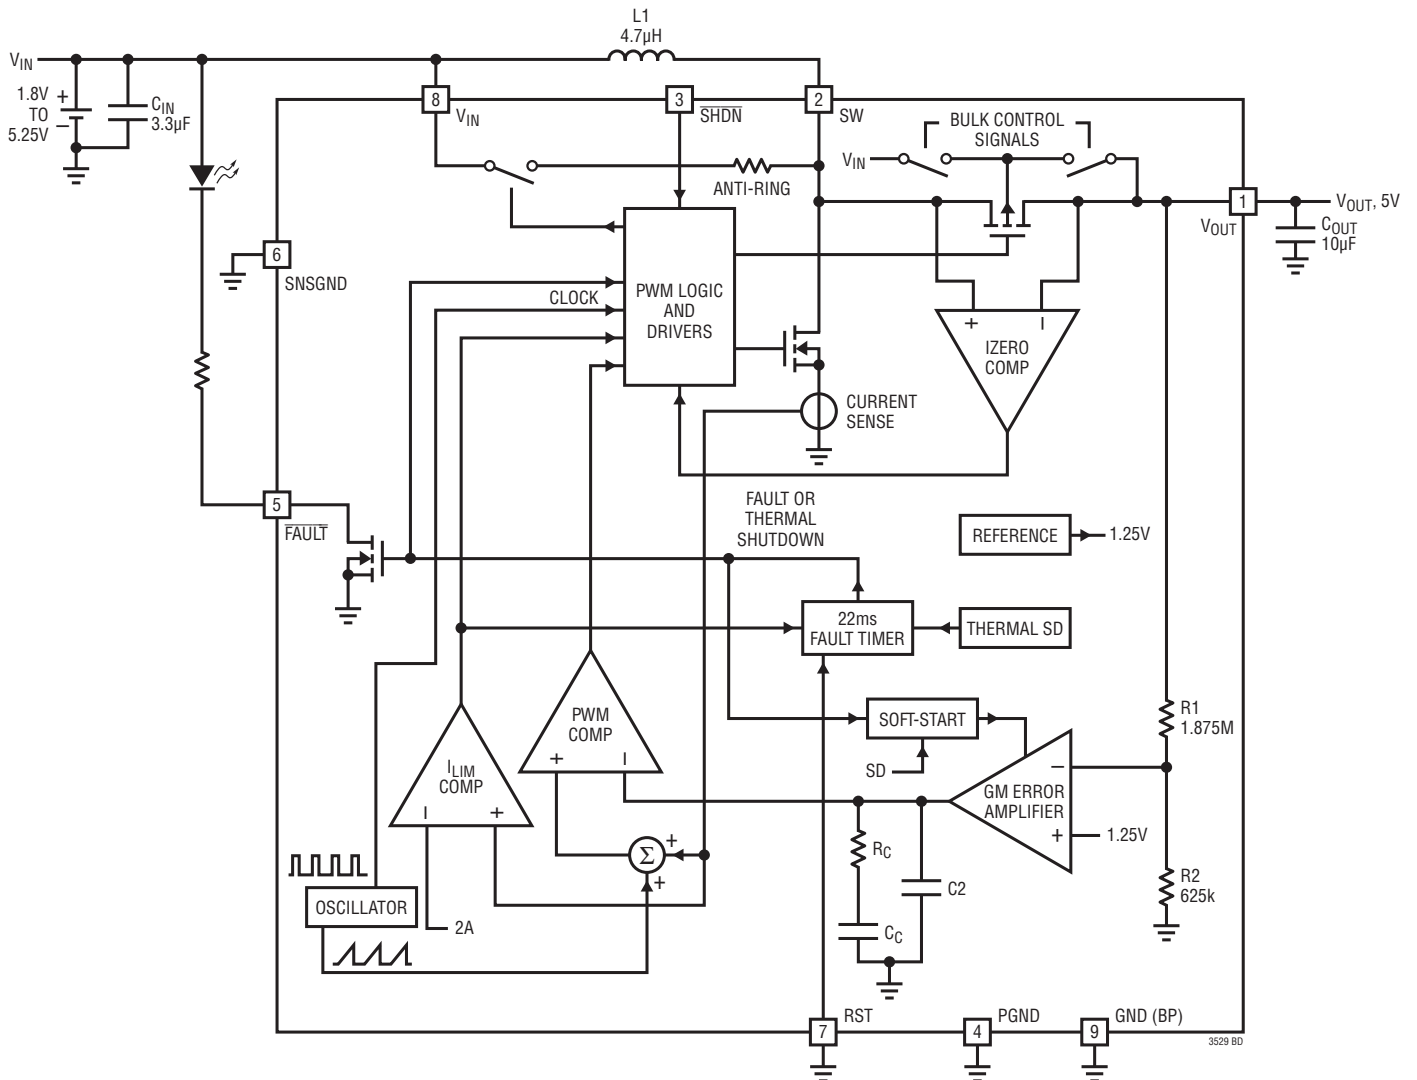 L1
4.7µH
VIN
1.8V
TO
5.25V
+
–
CIN
3.3µF
8
VIN
3
SHDN
2
SW
BULK CONTROL
SIGNALS
VIN
ANTI-RING
1
VOUT
VOUT, 5V
COUT
10µF
6
SNSGND
CLOCK
PWM LOGIC
AND
DRIVERS
+
–
IZERO
COMP
CURRENT
SENSE
5
FAULT
FAULT OR
THERMAL
SHUTDOWN
REFERENCE
1.25V
22ms
FAULT TIMER
THERMAL SD
PWM
COMP
+
–
SOFT-START
SD
R1
1.875M
ILIM
COMP
–
+
–
GM ERROR
AMPLIFIER
+
1.25V
Σ
+
+
RC
C2
R2
625k
OSCILLATOR
2A
CC
7
RST
4
PGND
9
GND (BP)
3529 BD